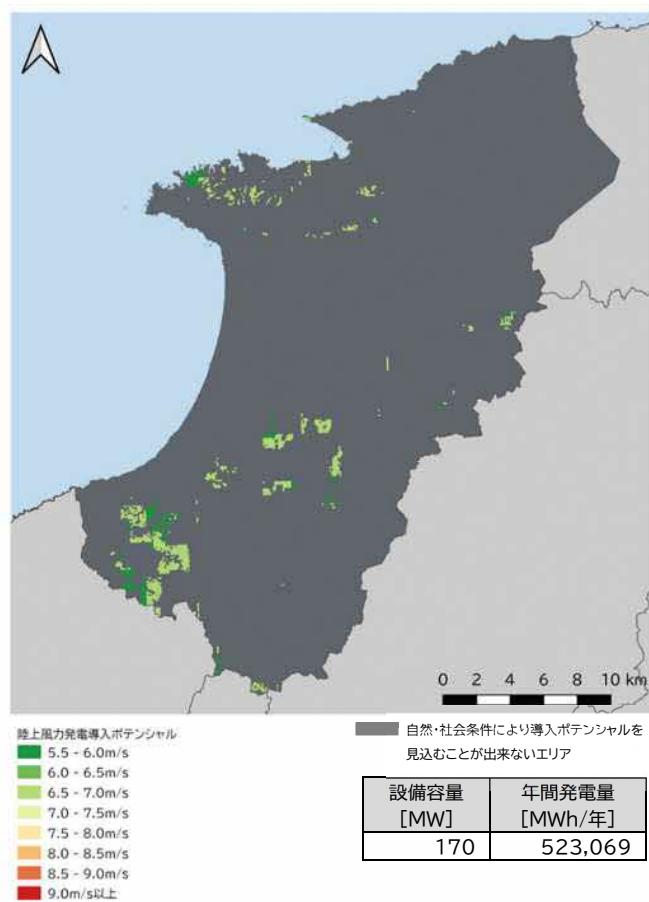 0 2 4 6 8 10 km
陸上風力発電導入ポテンシャル
5.5 - 6.0m/s
6.0 - 6.5m/s
6.5 - 7.0m/s
7.0 - 7.5m/s
7.5 - 8.0m/s
8.0 - 8.5m/s
8.5 - 9.0m/s
9.0m/s以上
自然・社会条件により導入ポテンシャルを
見込むことが出来ないエリア
設備容量 年間発電量
[MW] [MWh/年]
170 523,069